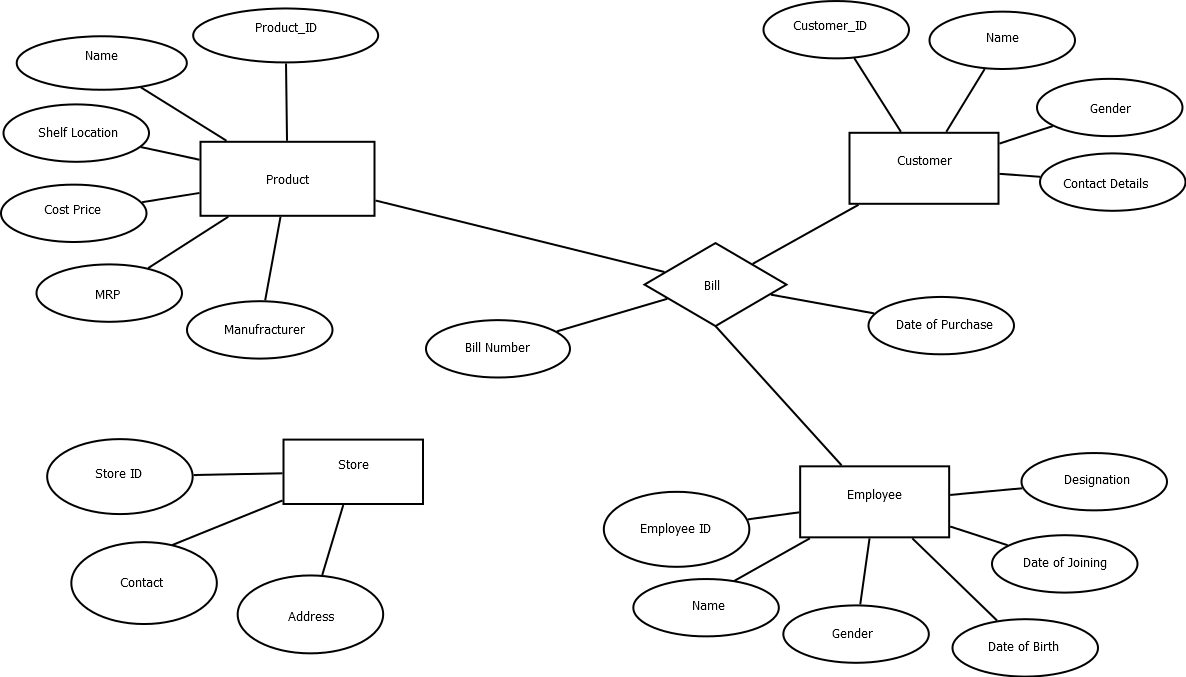 Product_ID
Name
Shelf Location
Cost Price
MRP
Manufracturer
Product
Customer_ID
Name
Gender
Contact Details
Customer
Bill
Bill Number
Date of Purchase
Store
Store ID
Contact
Address
Employee
Designation
Employee ID
Date of Joining
Name
Gender
Date of Birth